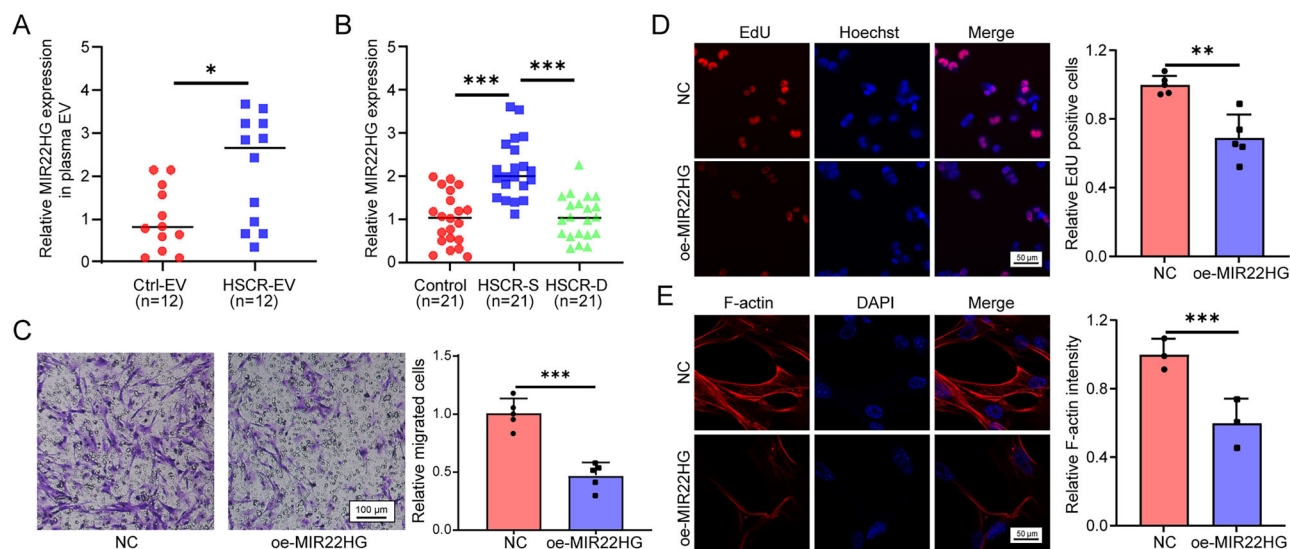 A
Relative MIR22HG expression
in plasma EV
5
4
3
2
1
0
*
Ctrl-EV
(n=12)
HSCR-EV
(n=12)
B
Relative MIR22HG expression
5
4
3
2
1
0
***
***
Control
(n=21)
HSCR-S
(n=21)
HSCR-D
(n=21)
C
100 μm
NC
oe-MIR22HG
Relative migrated cells
1.5
1.0
0.5
0.0
***
NC
oe-MIR22HG
D
EdU
Hoechst
Merge
NC
oe-MIR22HG
50 μm
Relative EdU positive cells
1.2
0.8
0.4
0.0
**
NC
oe-MIR22HG
E
F-actin
DAPI
Merge
NC
oe-MIR22HG
50 μm
Relative F-actin intensity
1.2
0.8
0.4
0.0
***
NC
oe-MIR22HG